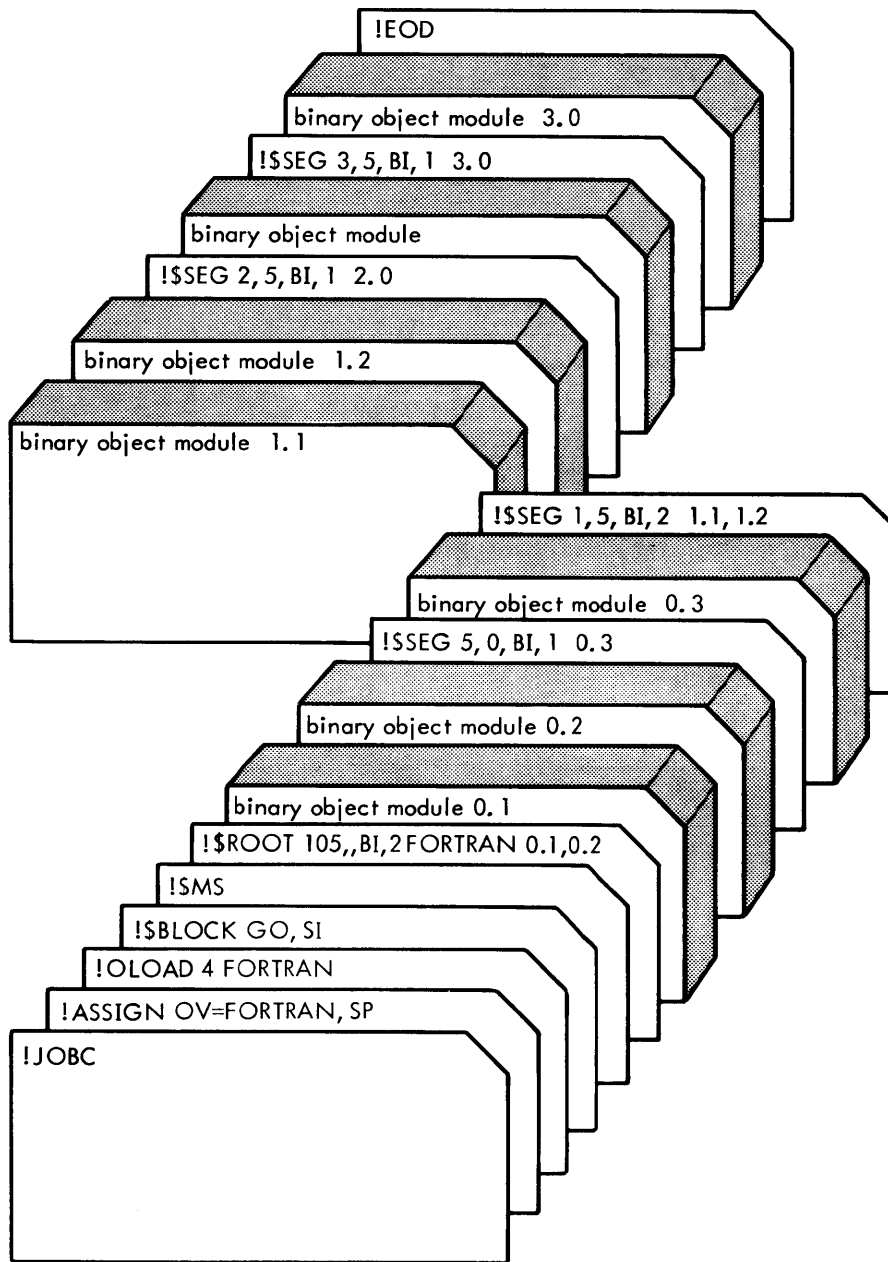 !EOD
binary object module 3.0
!$SEG 3,5,BI,1 3.0
binary object module
!$SEG 2,5,BI,1 2.0
binary object module 1.2
binary object module 1.1
!$SEG 1,5,BI,2 1.1,1.2
binary object module 0.3
!$SEG 5,0,BI,1 0.3
binary object module 0.2
binary object module 0.1
!$ROOT 105,,BI,2 FORTRAN 0.1,0.2
!$MS
!$BLOCK GO, SI
!OLOAD 4 FORTRAN
!ASSIGN OV=FORTRAN, SP
!JOBC